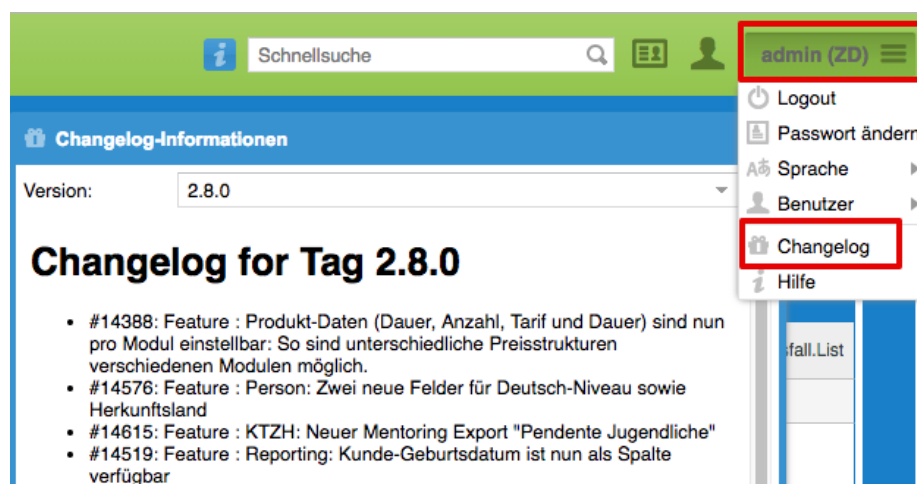 Schnellsuche
admin (ZD)
Logout
Passwort ändern
Sprache
Benutzer
Changelog
Hilfe
Changelog-Informationen
Version: 2.8.0
Changelog for Tag 2.8.0
• #14388: Feature : Produkt-Daten (Dauer, Anzahl, Tarif und Dauer) sind nun
pro Modul einstellbar: So sind unterschiedliche Preisstrukturen
verschiedenen Modulen möglich.
• #14576: Feature : Person: Zwei neue Felder für Deutsch-Niveau sowie
Herkunftsland
• #14615: Feature : KTZH: Neuer Mentoring Export "Pendente Jugendliche"
• #14519: Feature : Reporting: Kunde-Geburtsdatum ist nun als Spalte
verfügbar
fall.List